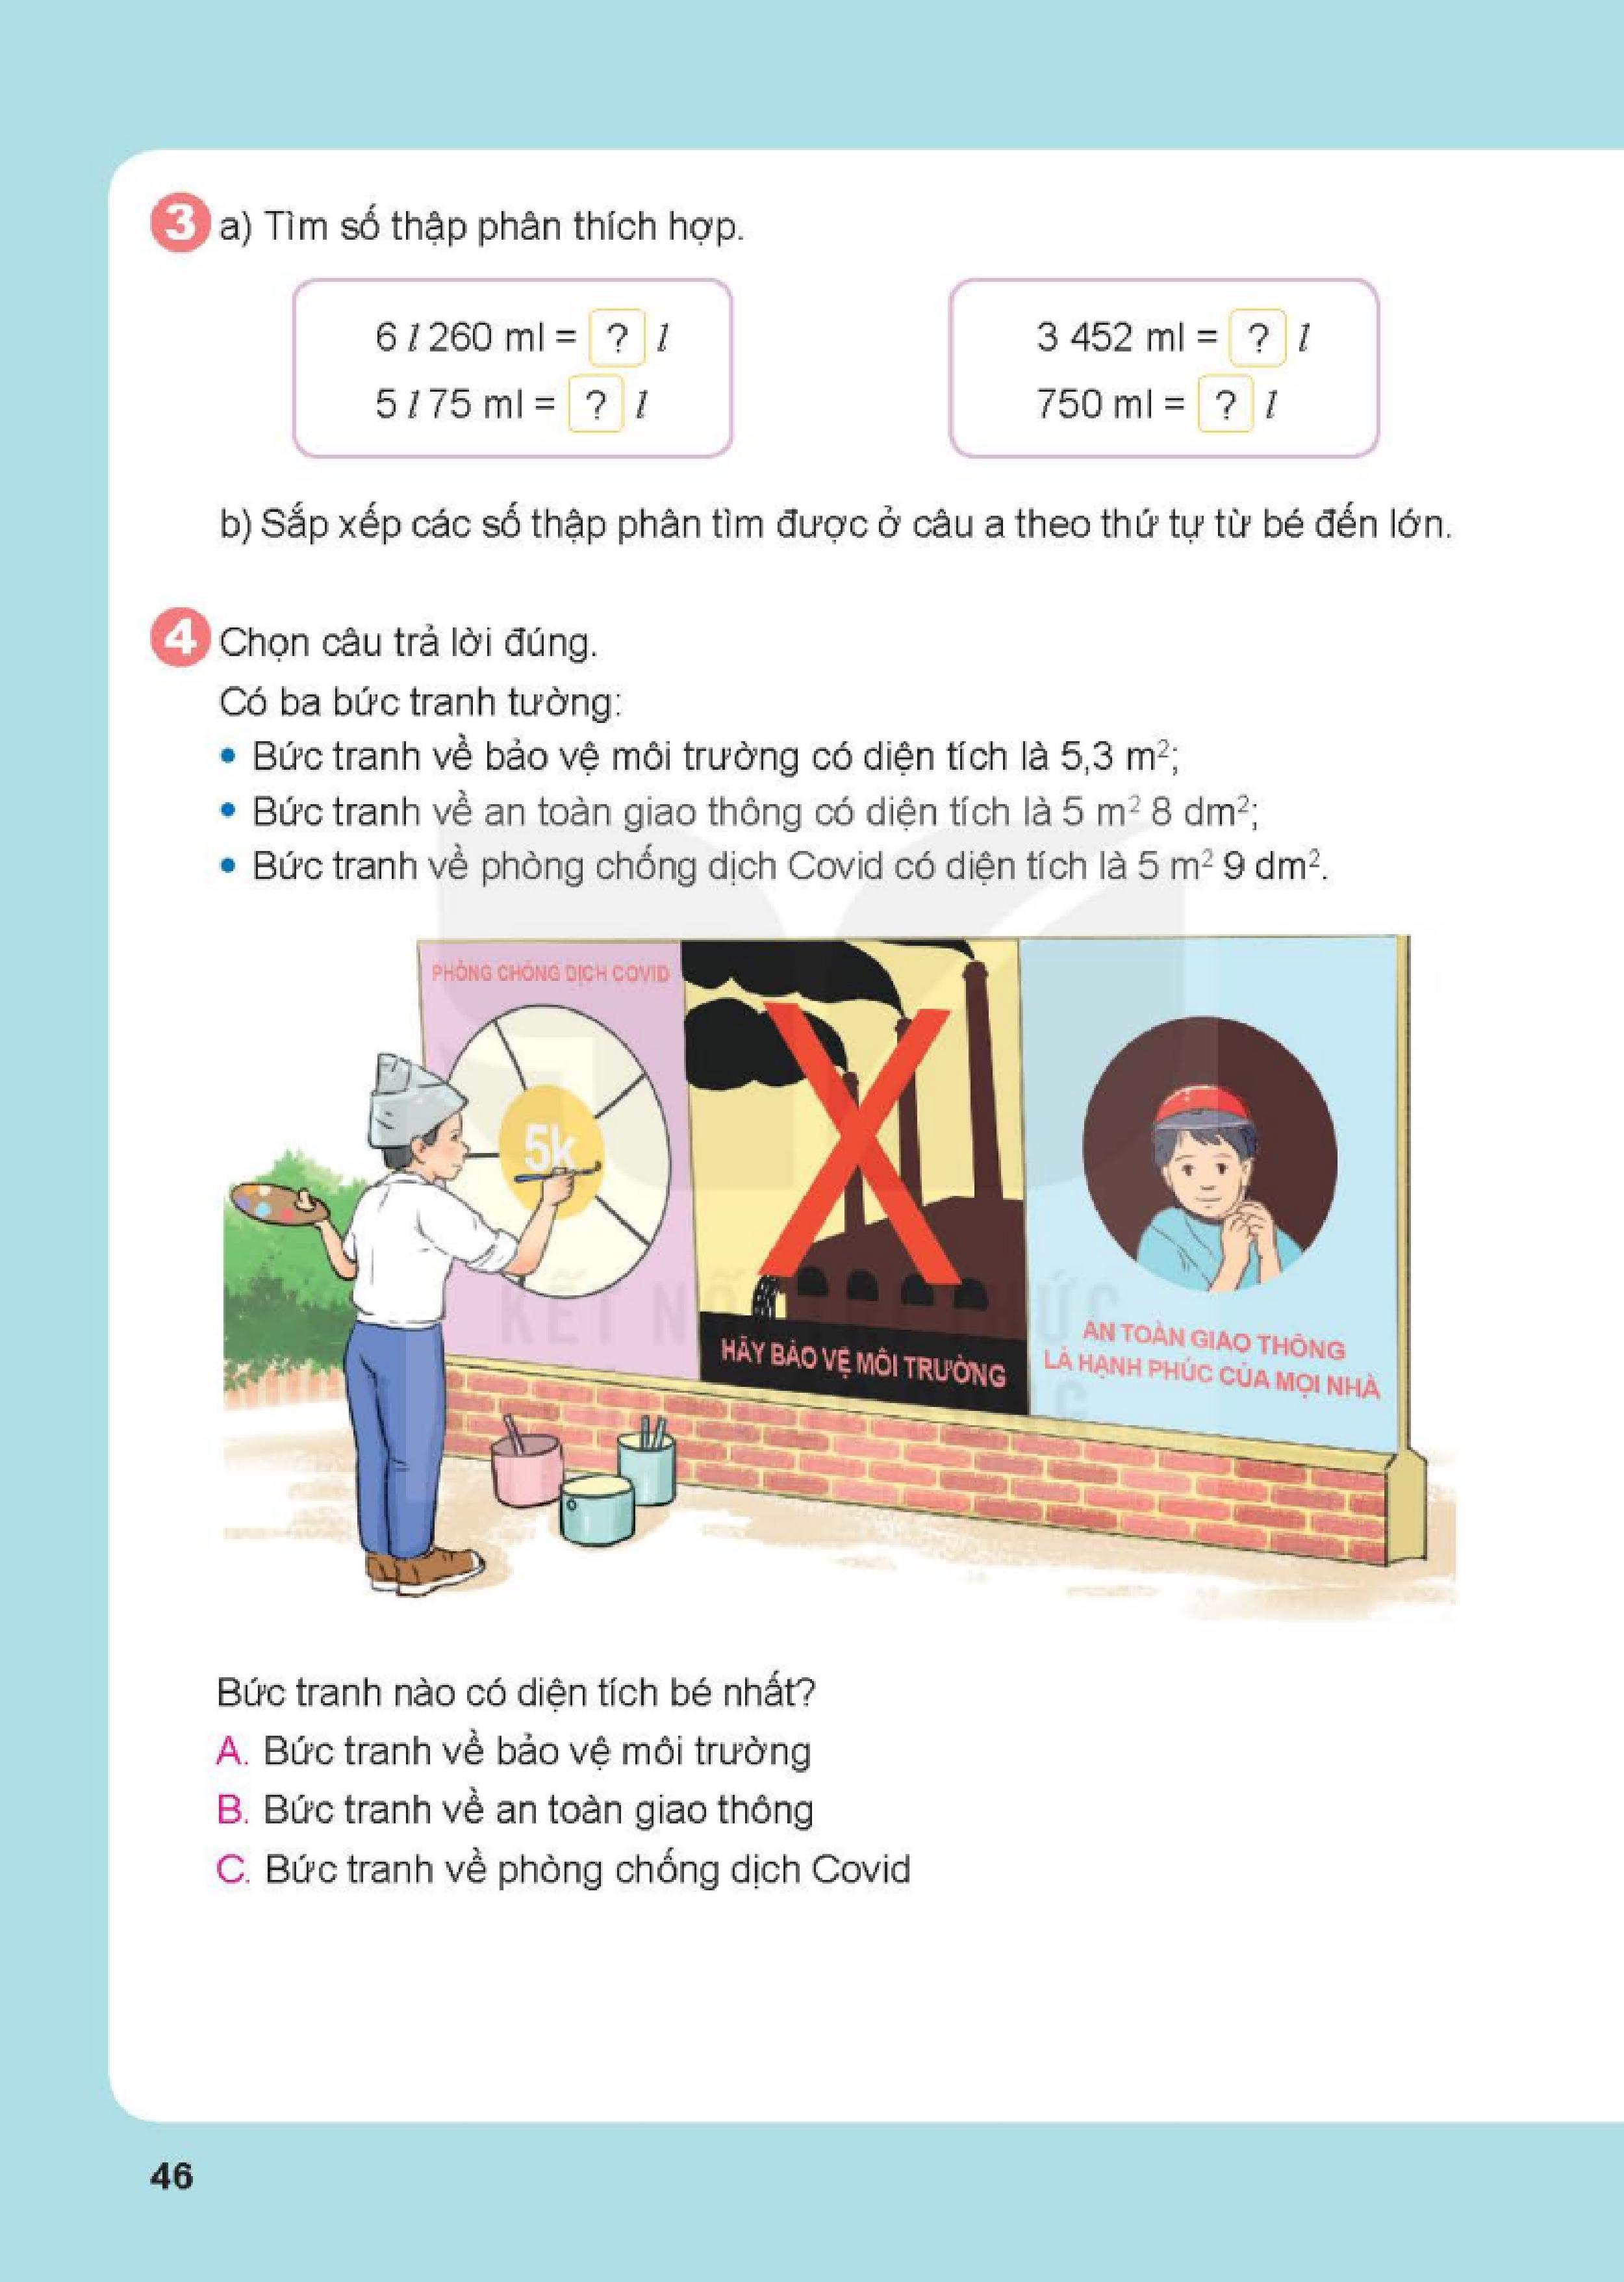 3 a) Tìm số thập phân thích hợp.
6 l 260 ml = ? l
5 l 75 ml = ? l
3 452 ml = ? l
750 ml = ? l
b) Sắp xếp các số thập phân tìm được ở câu a theo thứ tự từ bé đến lớn.
4 Chọn câu trả lời đúng.
Có ba bức tranh tường:
• Bức tranh về bảo vệ môi trường có diện tích là 5,3 m²;
• Bức tranh về an toàn giao thông có diện tích là 5 m² 8 dm²;
• Bức tranh về phòng chống dịch Covid có diện tích là 5 m² 9 dm².
PHÒNG CHỐNG DỊCH COVID
5k
HÃY BẢO VỆ MÔI TRƯỜNG
AN TOÀN GIAO THÔNG
LÀ HẠNH PHÚC CỦA MỌI NHÀ
Bức tranh nào có diện tích bé nhất?
A. Bức tranh về bảo vệ môi trường
B. Bức tranh về an toàn giao thông
C. Bức tranh về phòng chống dịch Covid
46